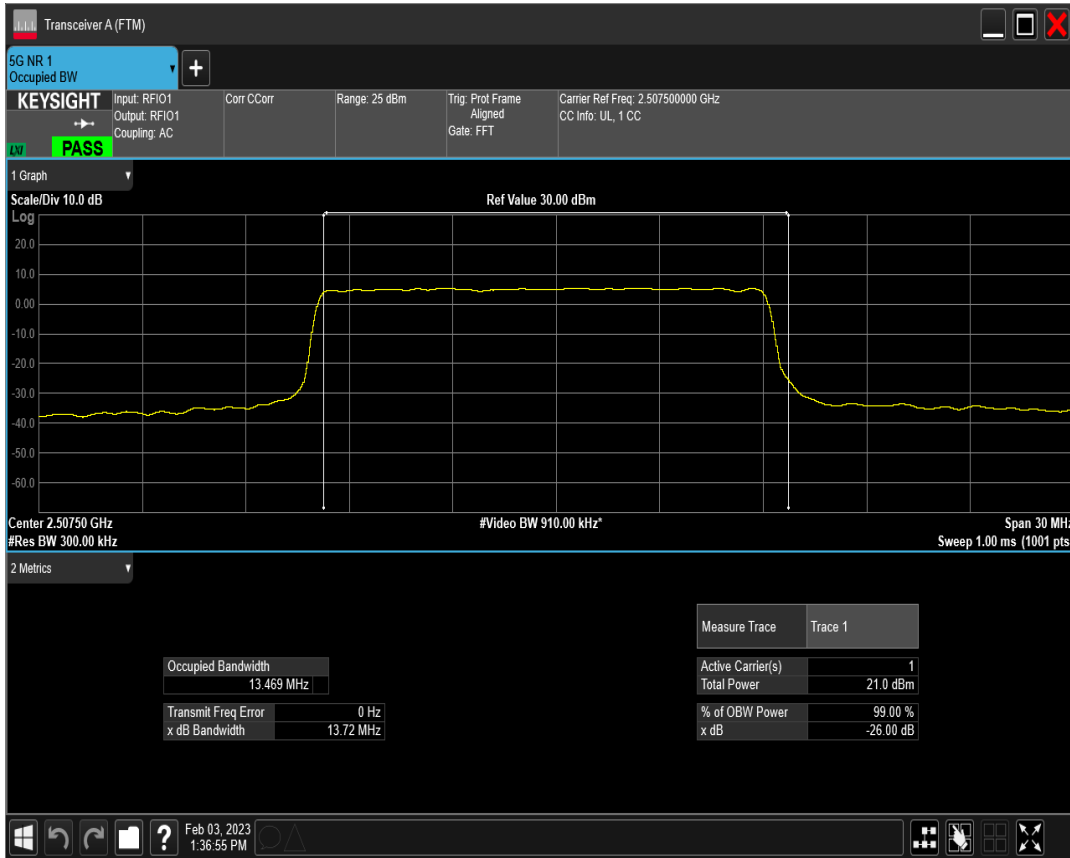 Transceiver A (FTM)
5G NR 1
Occupied BW
+
KEYSIGHT
LXI
PASS
Input: RFIO1
Output: RFIO1
Coupling: AC
Corr CCorr
Range: 25 dBm
Trig: Prot Frame
Aligned
Gate: FFT
Carrier Ref Freq: 2.507500000 GHz
CC Info: UL, 1 CC
1 Graph
Scale/Div 10.0 dB
Ref Value 30.00 dBm
Log
20.0
10.0
0.00
-10.0
-20.0
-30.0
-40.0
-50.0
-60.0
Center 2.50750 GHz
#Video BW 910.00 kHz*
Span 30 MHz
#Res BW 300.00 kHz
Sweep 1.00 ms (1001 pts
2 Metrics
Measure Trace Trace 1
Occupied Bandwidth
13.469 MHz
Active Carrier(s) 1
Total Power 21.0 dBm
Transmit Freq Error 0 Hz
x dB Bandwidth 13.72 MHz
% of OBW Power 99.00 %
x dB -26.00 dB
?
Feb 03, 2023
1:36:55 PM